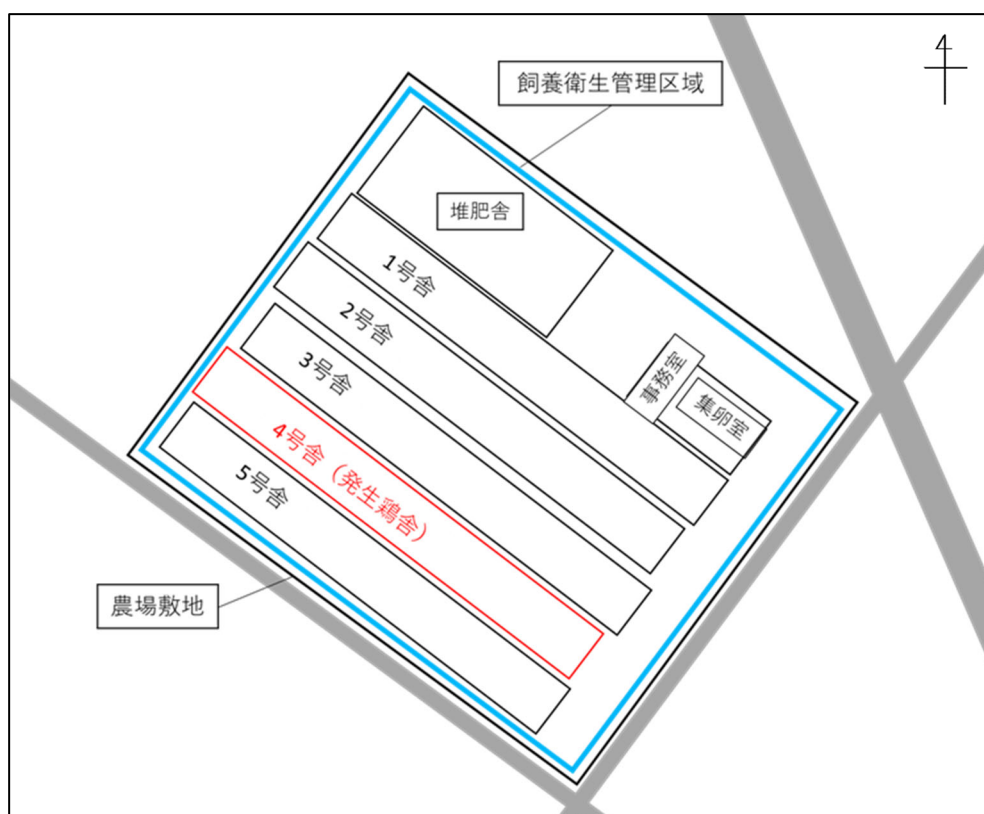 飼養衛生管理区域
堆肥舎
1号舎
2号舎
3号舎
4号舎（発生鶏舎）
5号舎
事務室
集卵室
農場敷地